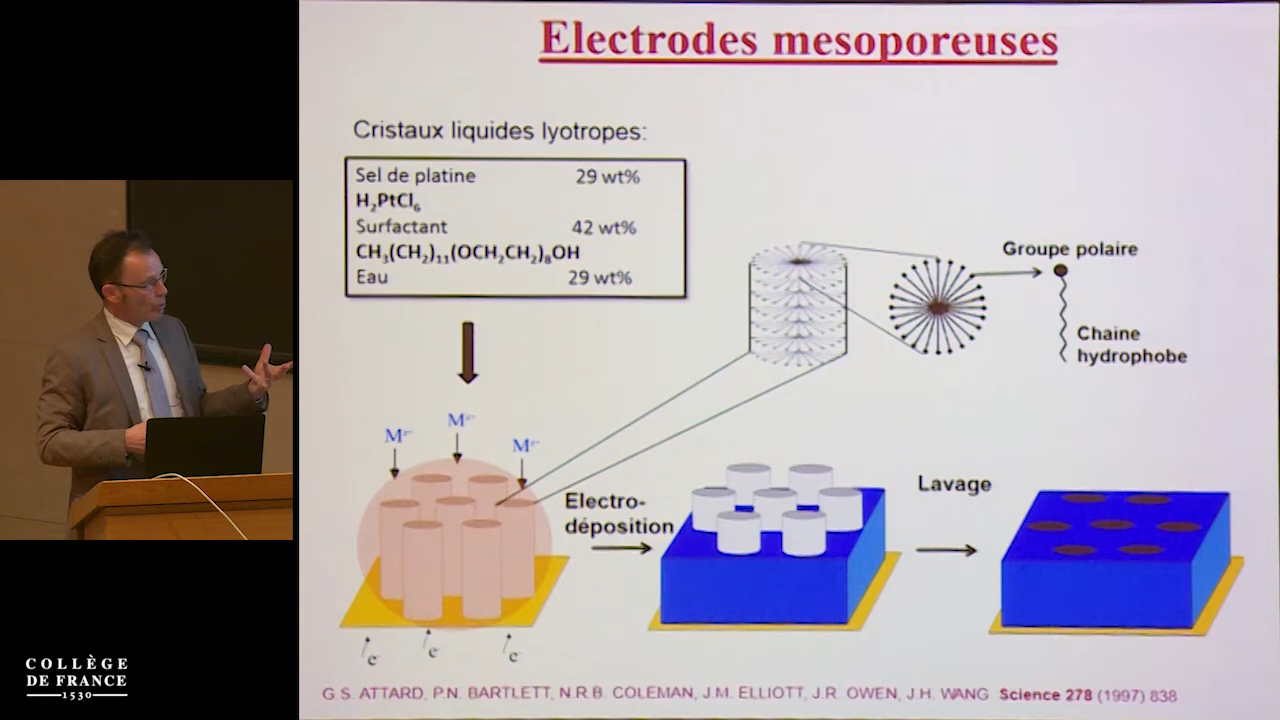 Electrodes mesoporeuses
Cristaux liquides lyotropes:
Sel de platine 29 wt%
H₂PtCl₆
Surfactant 42 wt%
CH₃(CH₂)₁₁(OCH₂CH₂)₈OH
Eau 29 wt%
Groupe polaire
Chaine
hydrophobe
M
M
M
Electro-
déposition
Lavage
e⁻
e⁻
e⁻
G.S. ATTARD, P.N. BARTLETT, N.R.B. COLEMAN, J.M. ELLIOTT, J.R. OWEN, J.H. WANG Science 278 (1997) 838
COLLÈGE
DE FRANCE
1530